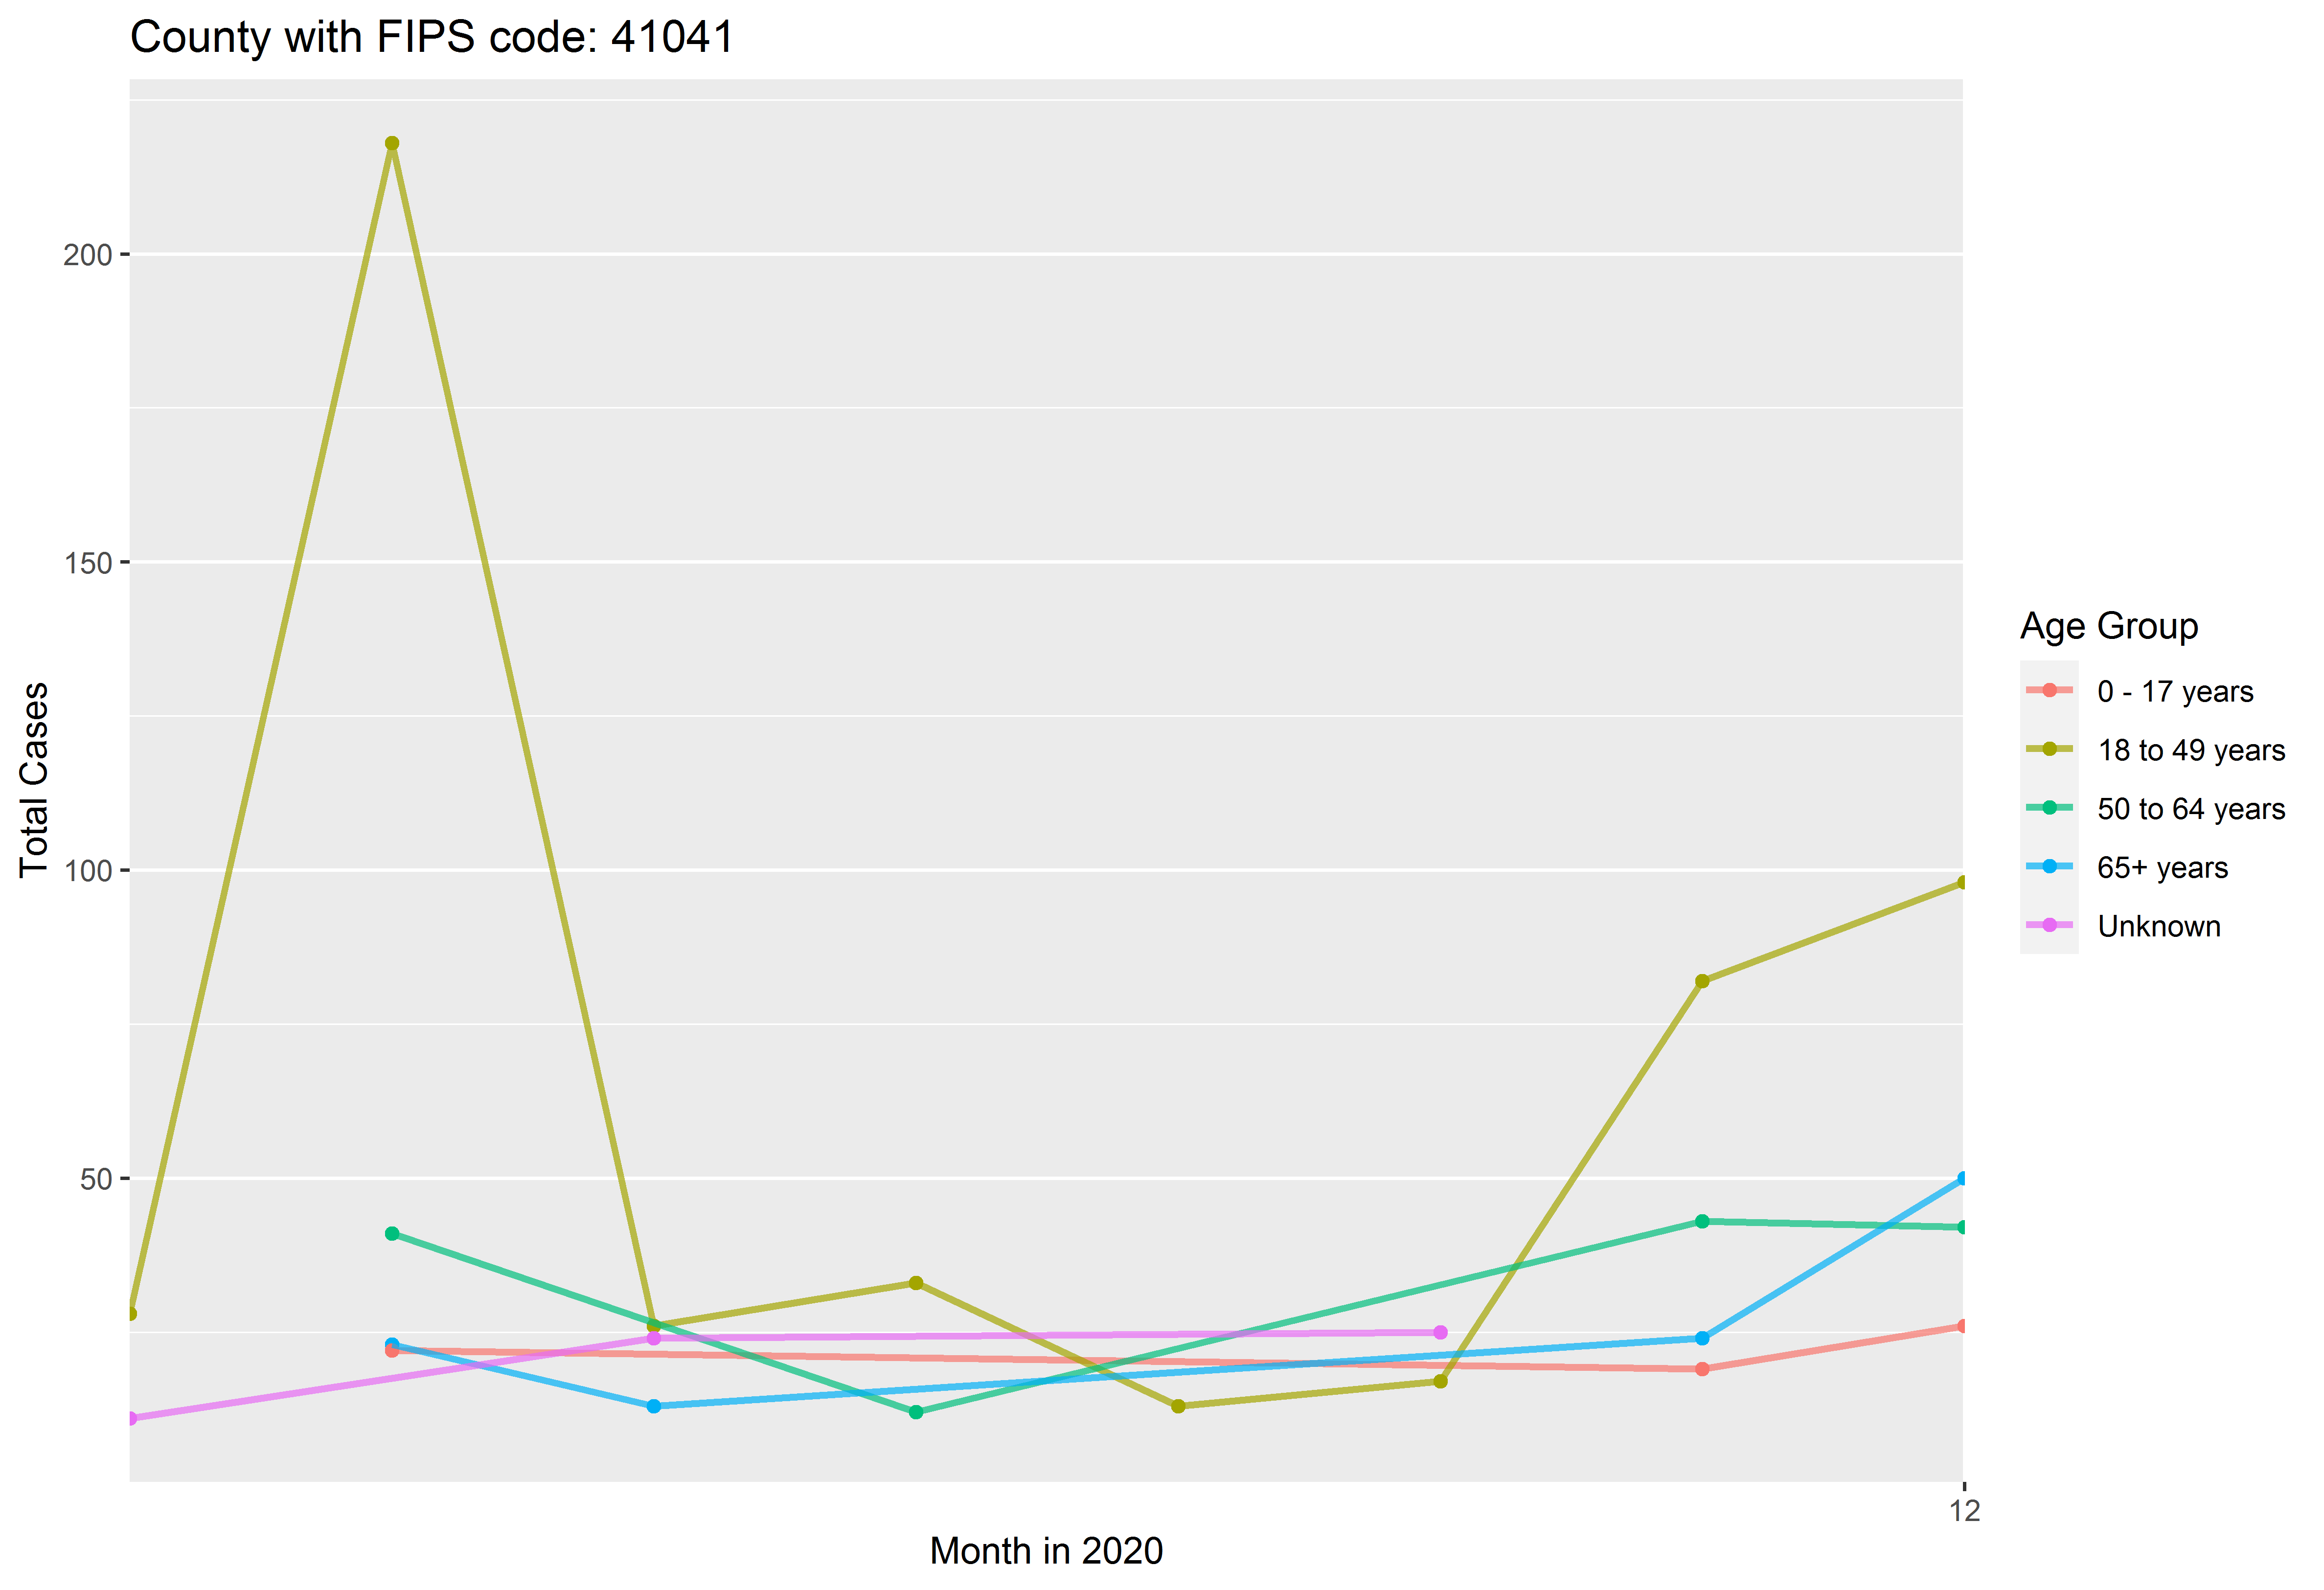 County with FIPS code: 41041
Total Cases
200
150
100
50
12
Month in 2020
Age Group
0 - 17 years
18 to 49 years
50 to 64 years
65+ years
Unknown